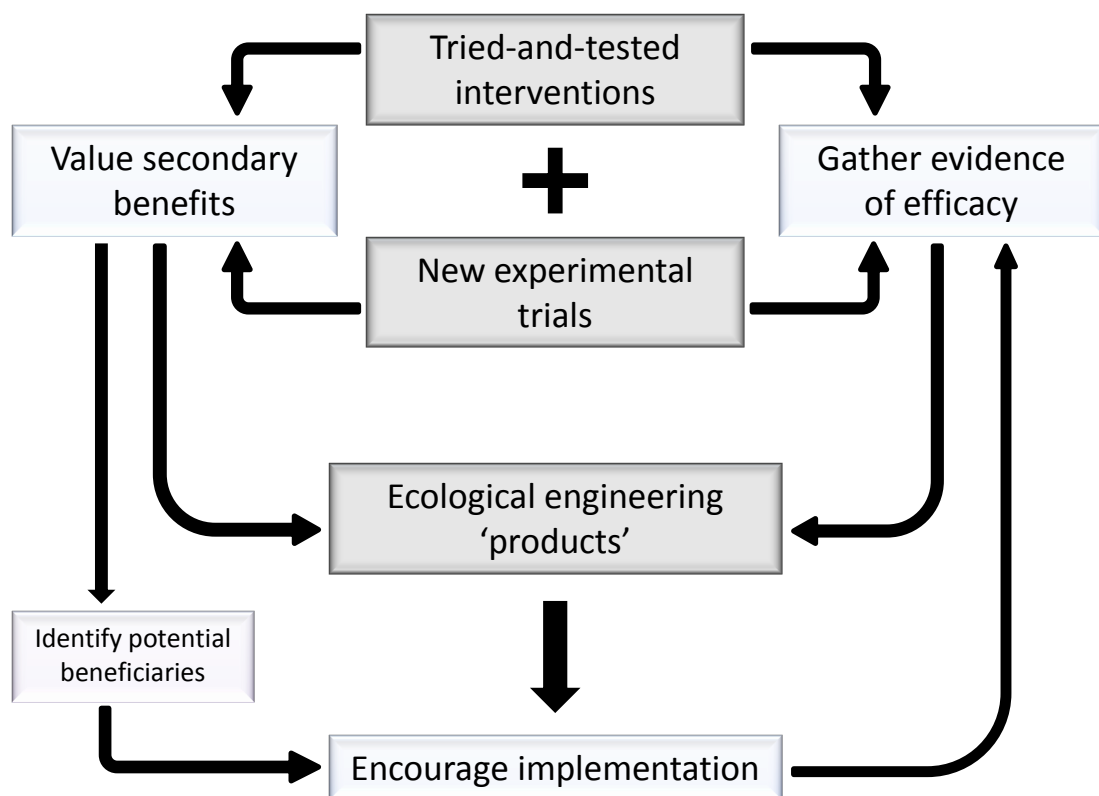 Tried-and-tested
interventions
Value secondary
benefits
+
Gather evidence
of efficacy
New experimental
trials
Ecological engineering
‘products’
Identify potential
beneficiaries
Encourage implementation